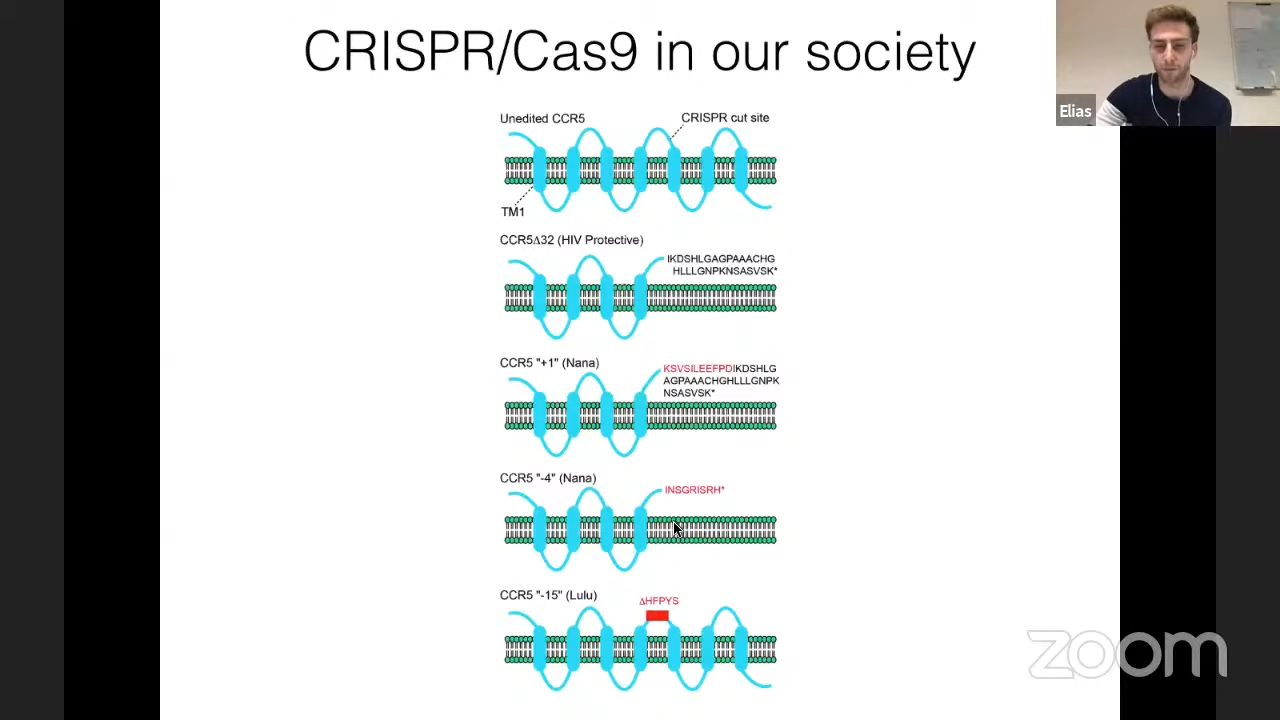 CRISPR/Cas9 in our society
Elias
Unedited CCR5
CRISPR cut site
TM1
CCR5Δ32 (HIV Protective)
IKDSHLGAGPAAACHG
HLLLGNPKNSASVSK*
CCR5 "+1" (Nana)
KSVSILEEFPDIKDSHLG
AGPAAACHGHLLLGNPK
NSASVSK*
CCR5 "-4" (Nana)
INSGRISRH*
CCR5 "-15" (Lulu)
ΔHFPYS
zoom